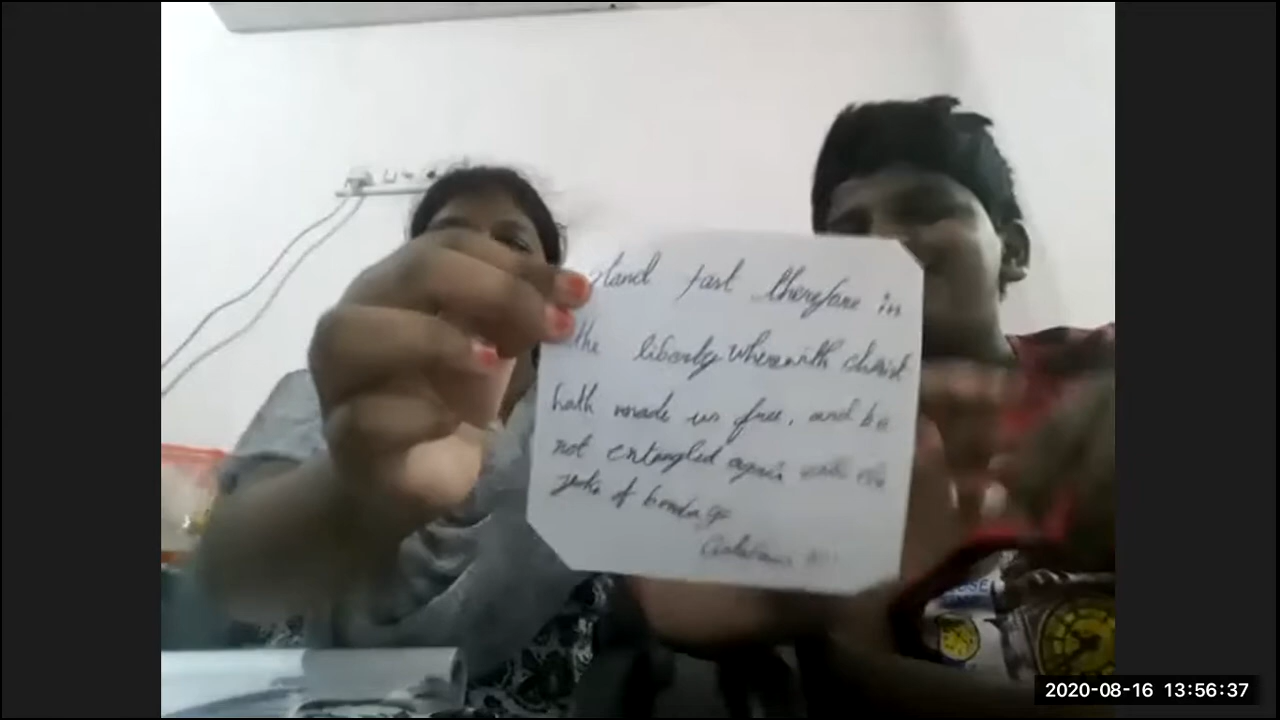 stand fast therefore in
the liberty wherewith christ
hath made us free, and be
not entangled again with the
yoke of bondage
Galatians
2020-08-16 13:56:37